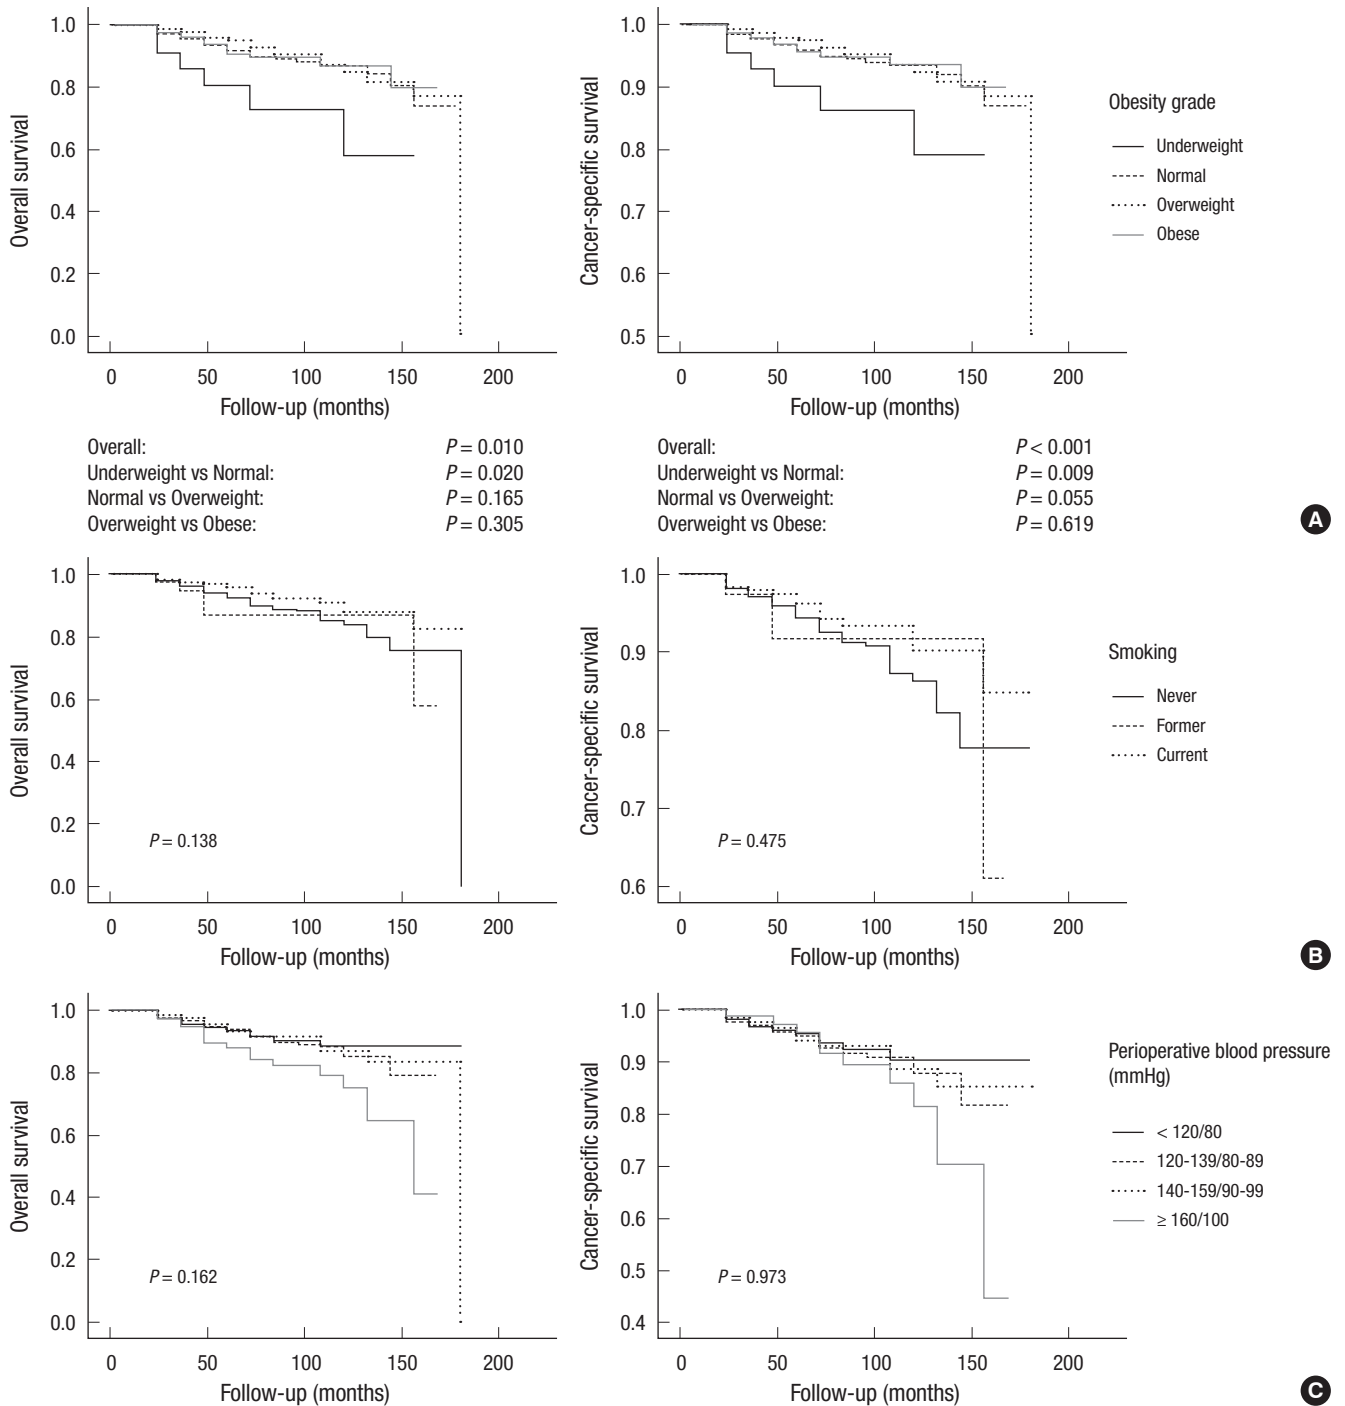 1.0
0.8
0.6
0.4
0.2
0.0
Overall survival
0 50 100 150 200
Follow-up (months)
1.0
0.9
0.8
0.7
0.6
0.5
Cancer-specific survival
0 50 100 150 200
Follow-up (months)
Obesity grade
Underweight
Normal
Overweight
Obese
Overall: P = 0.010
Underweight vs Normal: P = 0.020
Normal vs Overweight: P = 0.165
Overweight vs Obese: P = 0.305
Overall: P < 0.001
Underweight vs Normal: P = 0.009
Normal vs Overweight: P = 0.055
Overweight vs Obese: P = 0.619
A
1.0
0.8
0.6
0.4
0.2
0.0
Overall survival
P = 0.138
0 50 100 150 200
Follow-up (months)
1.0
0.9
0.8
0.7
0.6
Cancer-specific survival
P = 0.475
0 50 100 150 200
Follow-up (months)
Smoking
Never
Former
Current
B
1.0
0.8
0.6
0.4
0.2
0.0
Overall survival
P = 0.162
0 50 100 150 200
Follow-up (months)
1.0
0.9
0.8
0.7
0.6
0.5
0.4
Cancer-specific survival
P = 0.973
0 50 100 150 200
Follow-up (months)
Perioperative blood pressure
(mmHg)
< 120/80
120-139/80-89
140-159/90-99
≥ 160/100
C